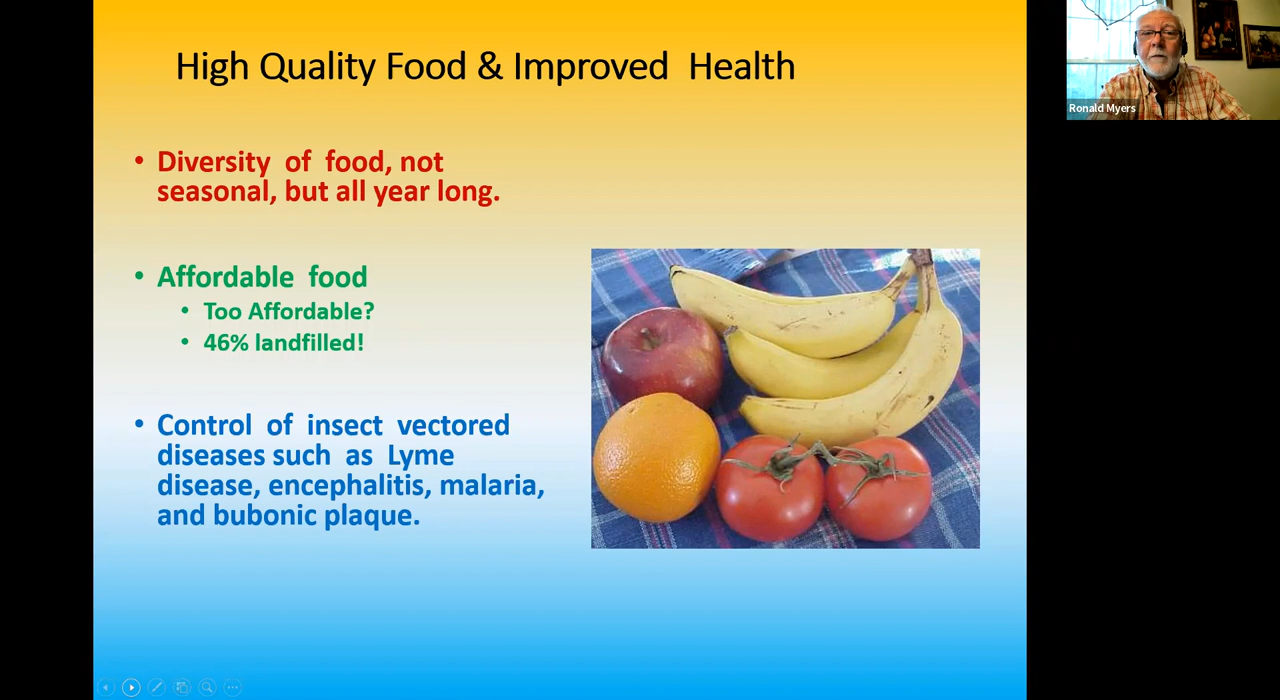 High Quality Food & Improved Health
• Diversity of food, not
seasonal, but all year long.
• Affordable food
• Too Affordable?
• 46% landfilled!
• Control of insect vectored
diseases such as Lyme
disease, encephalitis, malaria,
and bubonic plaque.
Ronald Myers